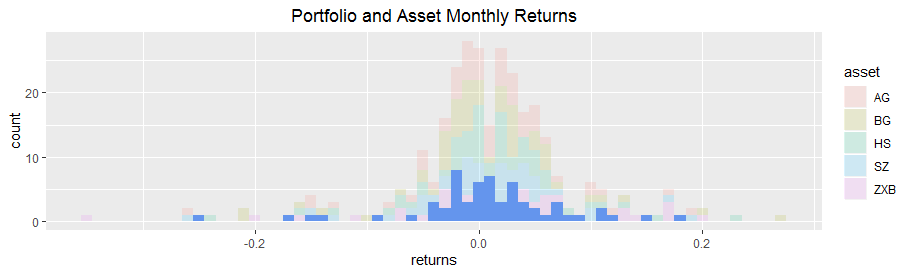 Portfolio and Asset Monthly Returns
count
20
10
0
-0.2
0.0
0.2
returns
asset
AG
BG
HS
SZ
ZXB